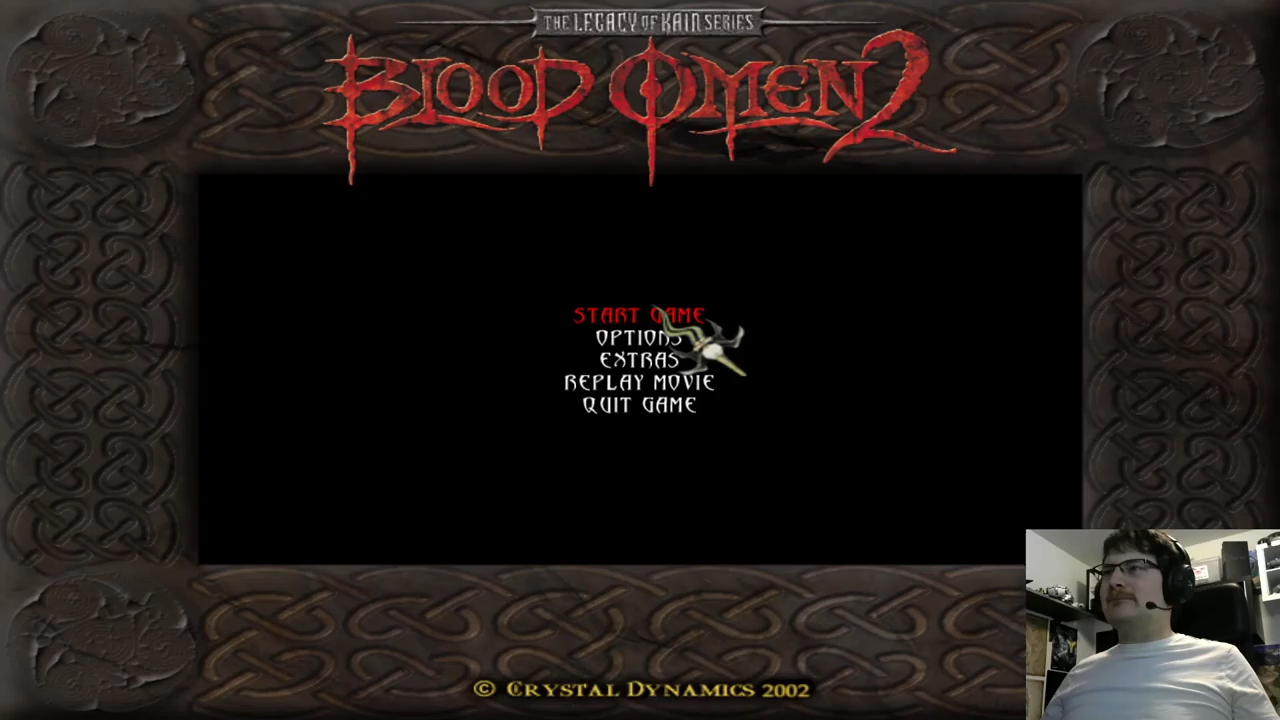 THE LEGACY OF KAIN SERIES
BLOOD OMEN 2
START GAME
OPTIONS
EXTRAS
REPLAY MOVIE
QUIT GAME
© CRYSTAL DYNAMICS 2002